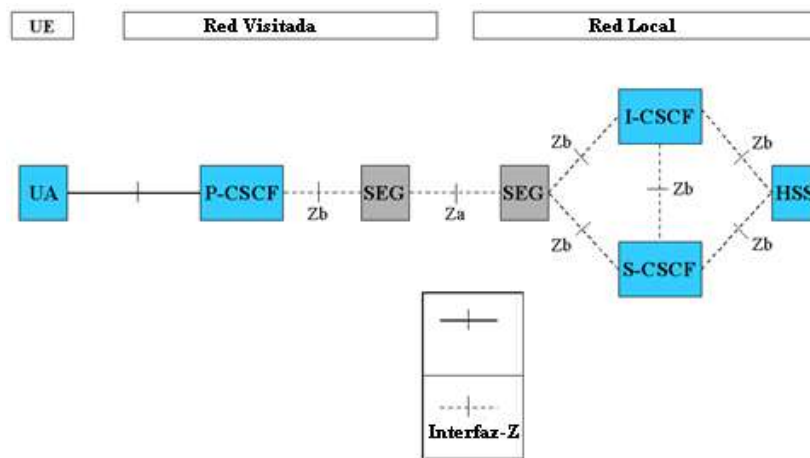 UE
Red Visitada
Red Local
I-CSCF
Zb
Zb
UA
P-CSCF
SEG
SEG
Zb
HSS
Zb
Za
Zb
Zb
S-CSCF
Interfaz-Z